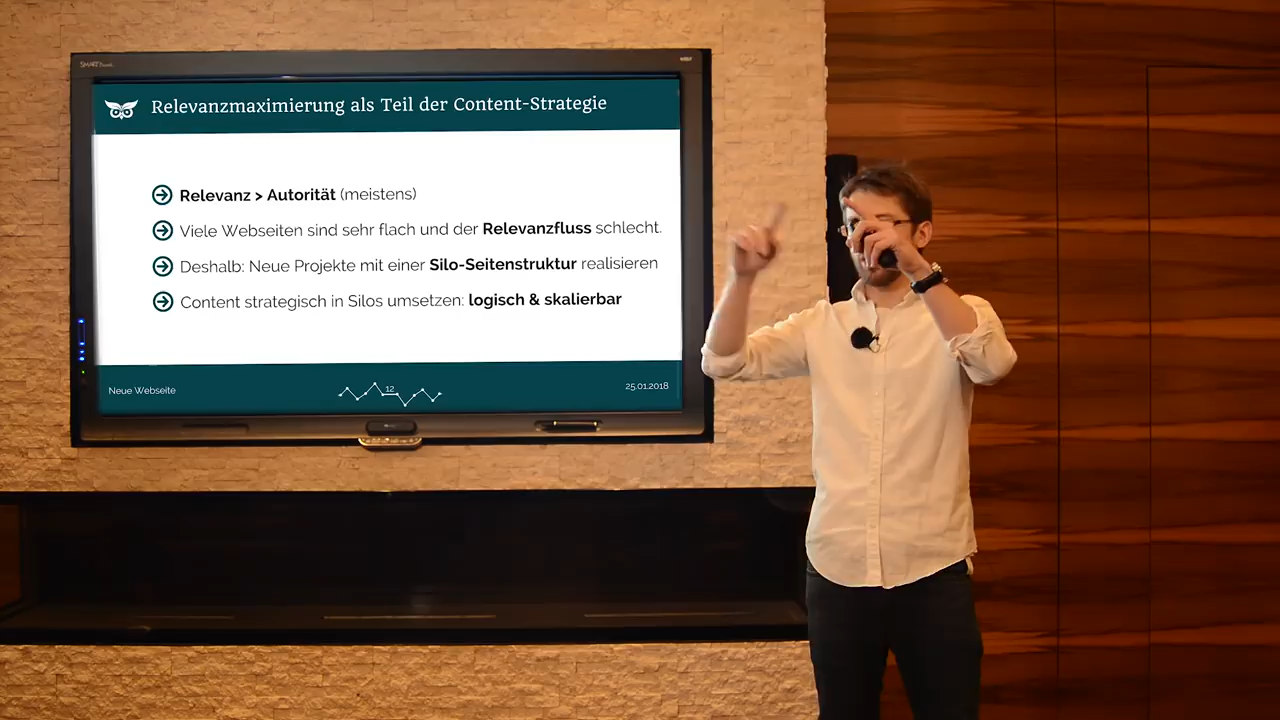 SMART
Relevanzmaximierung als Teil der Content-Strategie
Relevanz > Autorität (meistens)
Viele Webseiten sind sehr flach und der Relevanzfluss schlecht.
Deshalb: Neue Projekte mit einer Silo-Seitenstruktur realisieren
Content strategisch in Silos umsetzen: logisch & skalierbar
Neue Webseite
12
25.01.2018